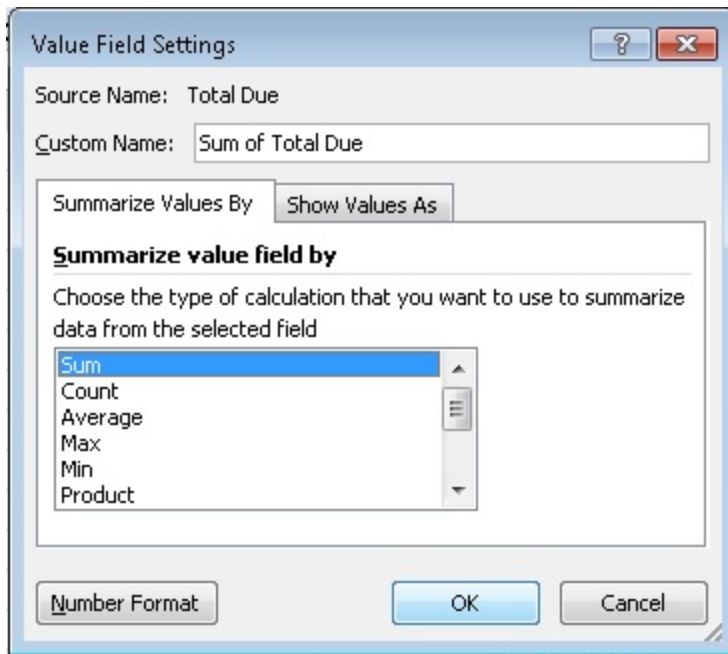 Value Field Settings
Source Name: Total Due
Custom Name: Sum of Total Due
Summarize Values By Show Values As
Summarize value field by
Choose the type of calculation that you want to use to summarize
data from the selected field
Sum
Count
Average
Max
Min
Product
Number Format OK Cancel